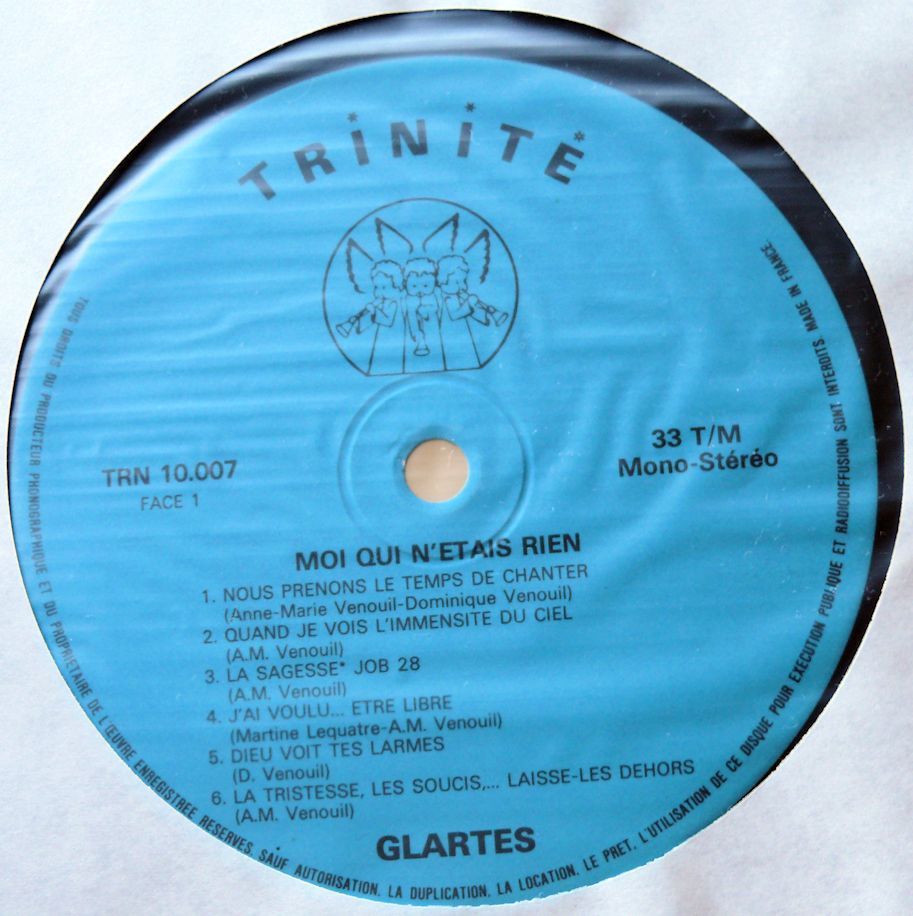 TRINITÉ
TRN 10.007
FACE 1
33 T/M
Mono-Stéréo
MOI QUI N'ETAIS RIEN
1. NOUS PRENONS LE TEMPS DE CHANTER
(Anne-Marie Venouil-Dominique Venouil)
2. QUAND JE VOIS L'IMMENSITE DU CIEL
(A.M. Venouil)
3. LA SAGESSE* JOB 28
(A.M. Venouil)
4. J'AI VOULU... ETRE LIBRE
(Martine Lequatre-A.M. Venouil)
5. DIEU VOIT TES LARMES
(D. Venouil)
6. LA TRISTESSE, LES SOUCIS,... LAISSE-LES DEHORS
(A.M. Venouil)
GLARTES
TOUS DROITS DU PRODUCTEUR PHONOGRAPHIQUE ET DU PROPRIETAIRE DE L'ŒUVRE ENREGISTREE RESERVES. SAUF AUTORISATION, LA DUPLICATION, LA LOCATION, LE PRET, L'UTILISATION DE CE DISQUE POUR EXECUTION PUBLIQUE ET RADIODIFFUSION SONT INTERDITS MADE IN FRANCE